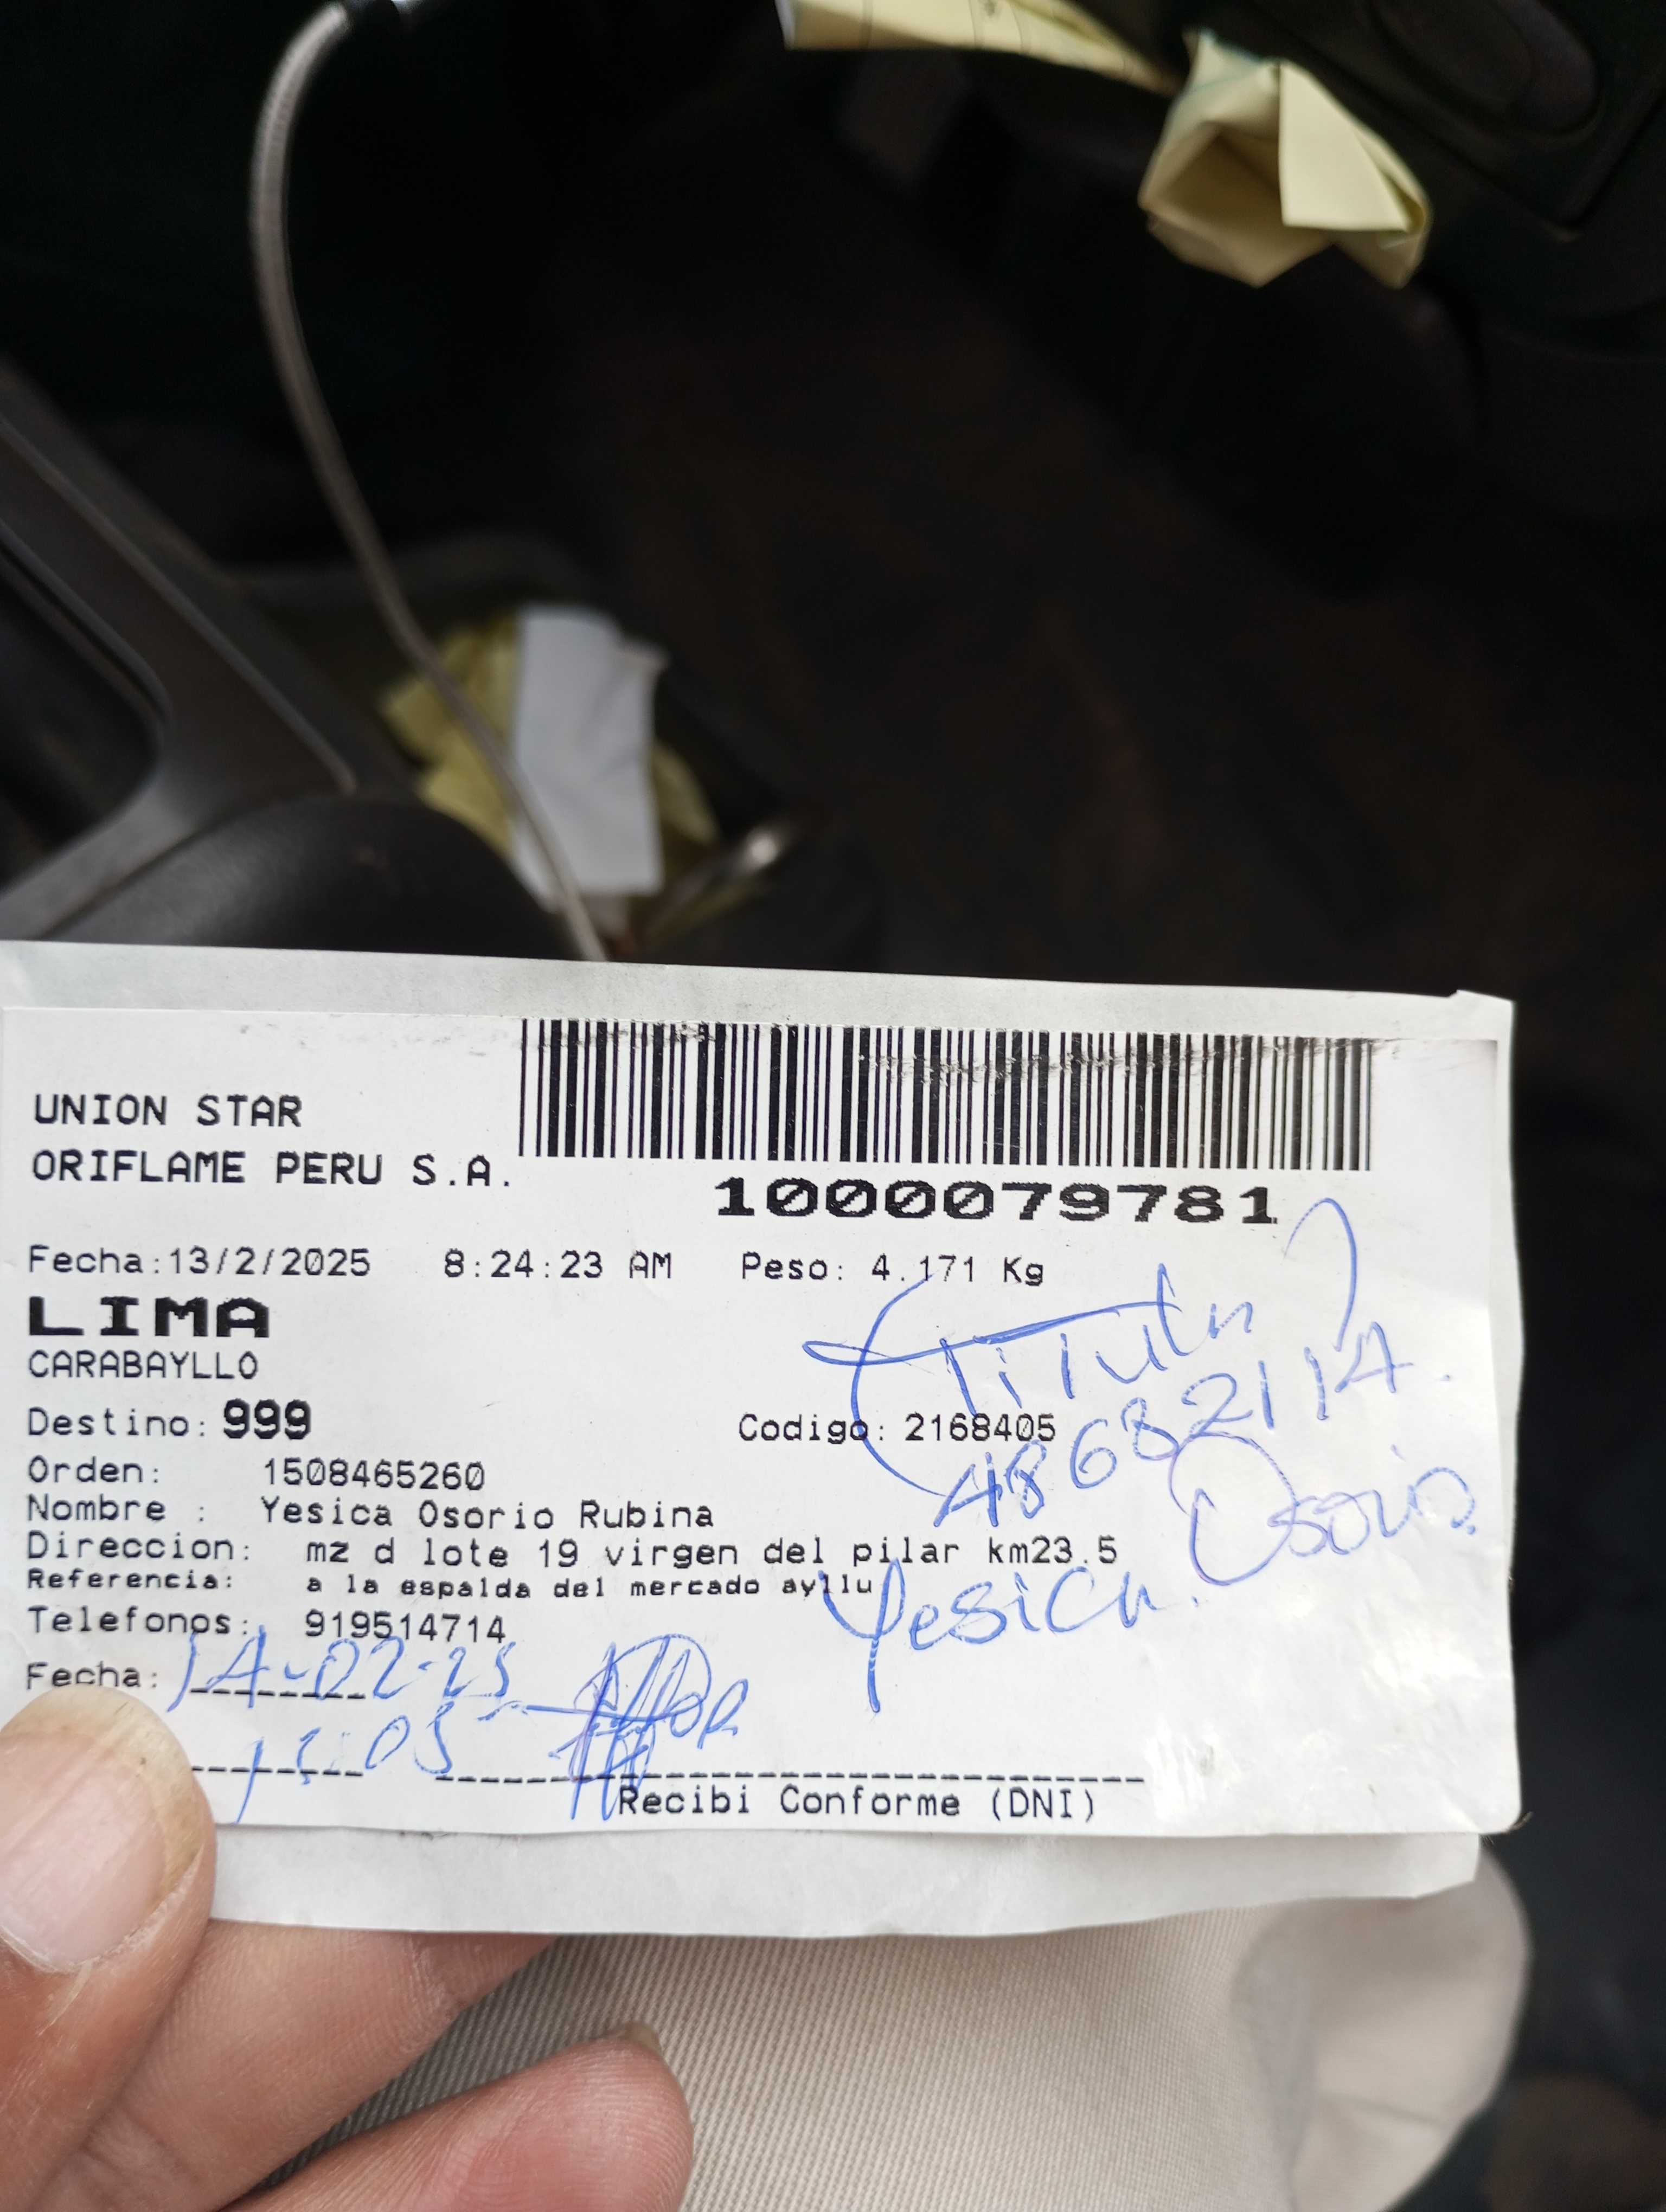 UNION STAR
ORIFLAME PERU S.A.
1000079781
Fecha:13/2/2025 8:24:23 AM Peso: 4.171 Kg
LIMA
CARABAYLLO
Titular
Destino: 999 Codigo: 2168405
48682114.
Orden: 1508465260
Nombre : Yesica Osorio Rubina
Osorio.
Direccion: mz d lote 19 virgen del pilar km23.5
Referencia: a la espalda del mercado ayllu
Yesica.
Telefonos: 919514714
Fecha: 14-02-25
Recibi Conforme (DNI)